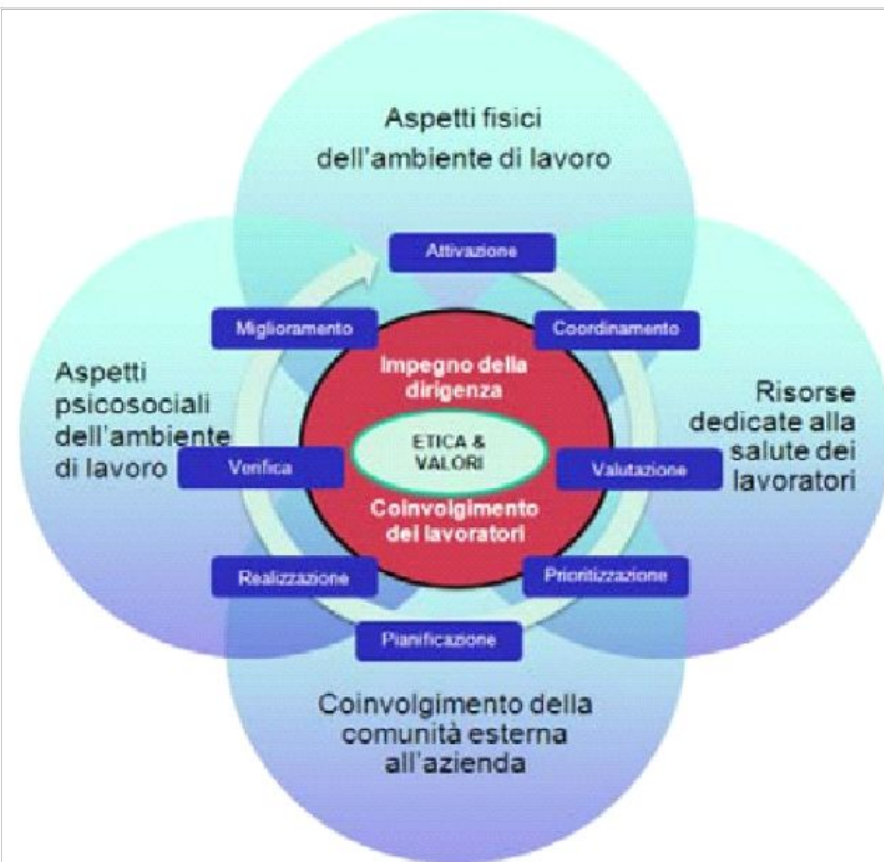 Aspetti fisici
dell'ambiente di lavoro
Attivazione
Miglioramento
Coordinamento
Impegno della
dirigenza
Aspetti
psicosociali
dell'ambiente
di lavoro
Risorse
dedicate alla
salute dei
lavoratori
ETICA &
VALORI
Verifica
Valutazione
Coinvolgimento
dei lavoratori
Realizzazione
Prioritizzazione
Pianificazione
Coinvolgimento della
comunità esterna
all'azienda